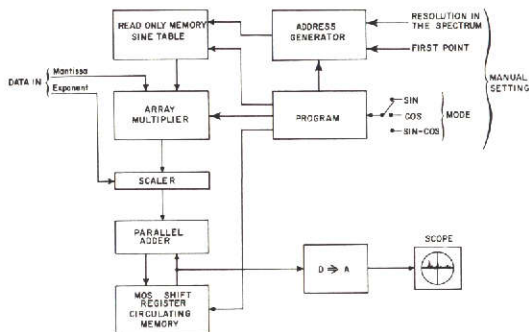 READ ONLY MEMORY
SINE TABLE
ADDRESS
GENERATOR
RESOLUTION IN
THE SPECTRUM
FIRST POINT
MANUAL
SETTING
DATA IN
Mantissa
Exponent
ARRAY
MULTIPLIER
PROGRAM
SIN
COS
SIN-COS
MODE
SCALER
PARALLEL
ADDER
D ⇒ A
SCOPE
MOS SHIFT
REGISTER
CIRCULATING
MEMORY